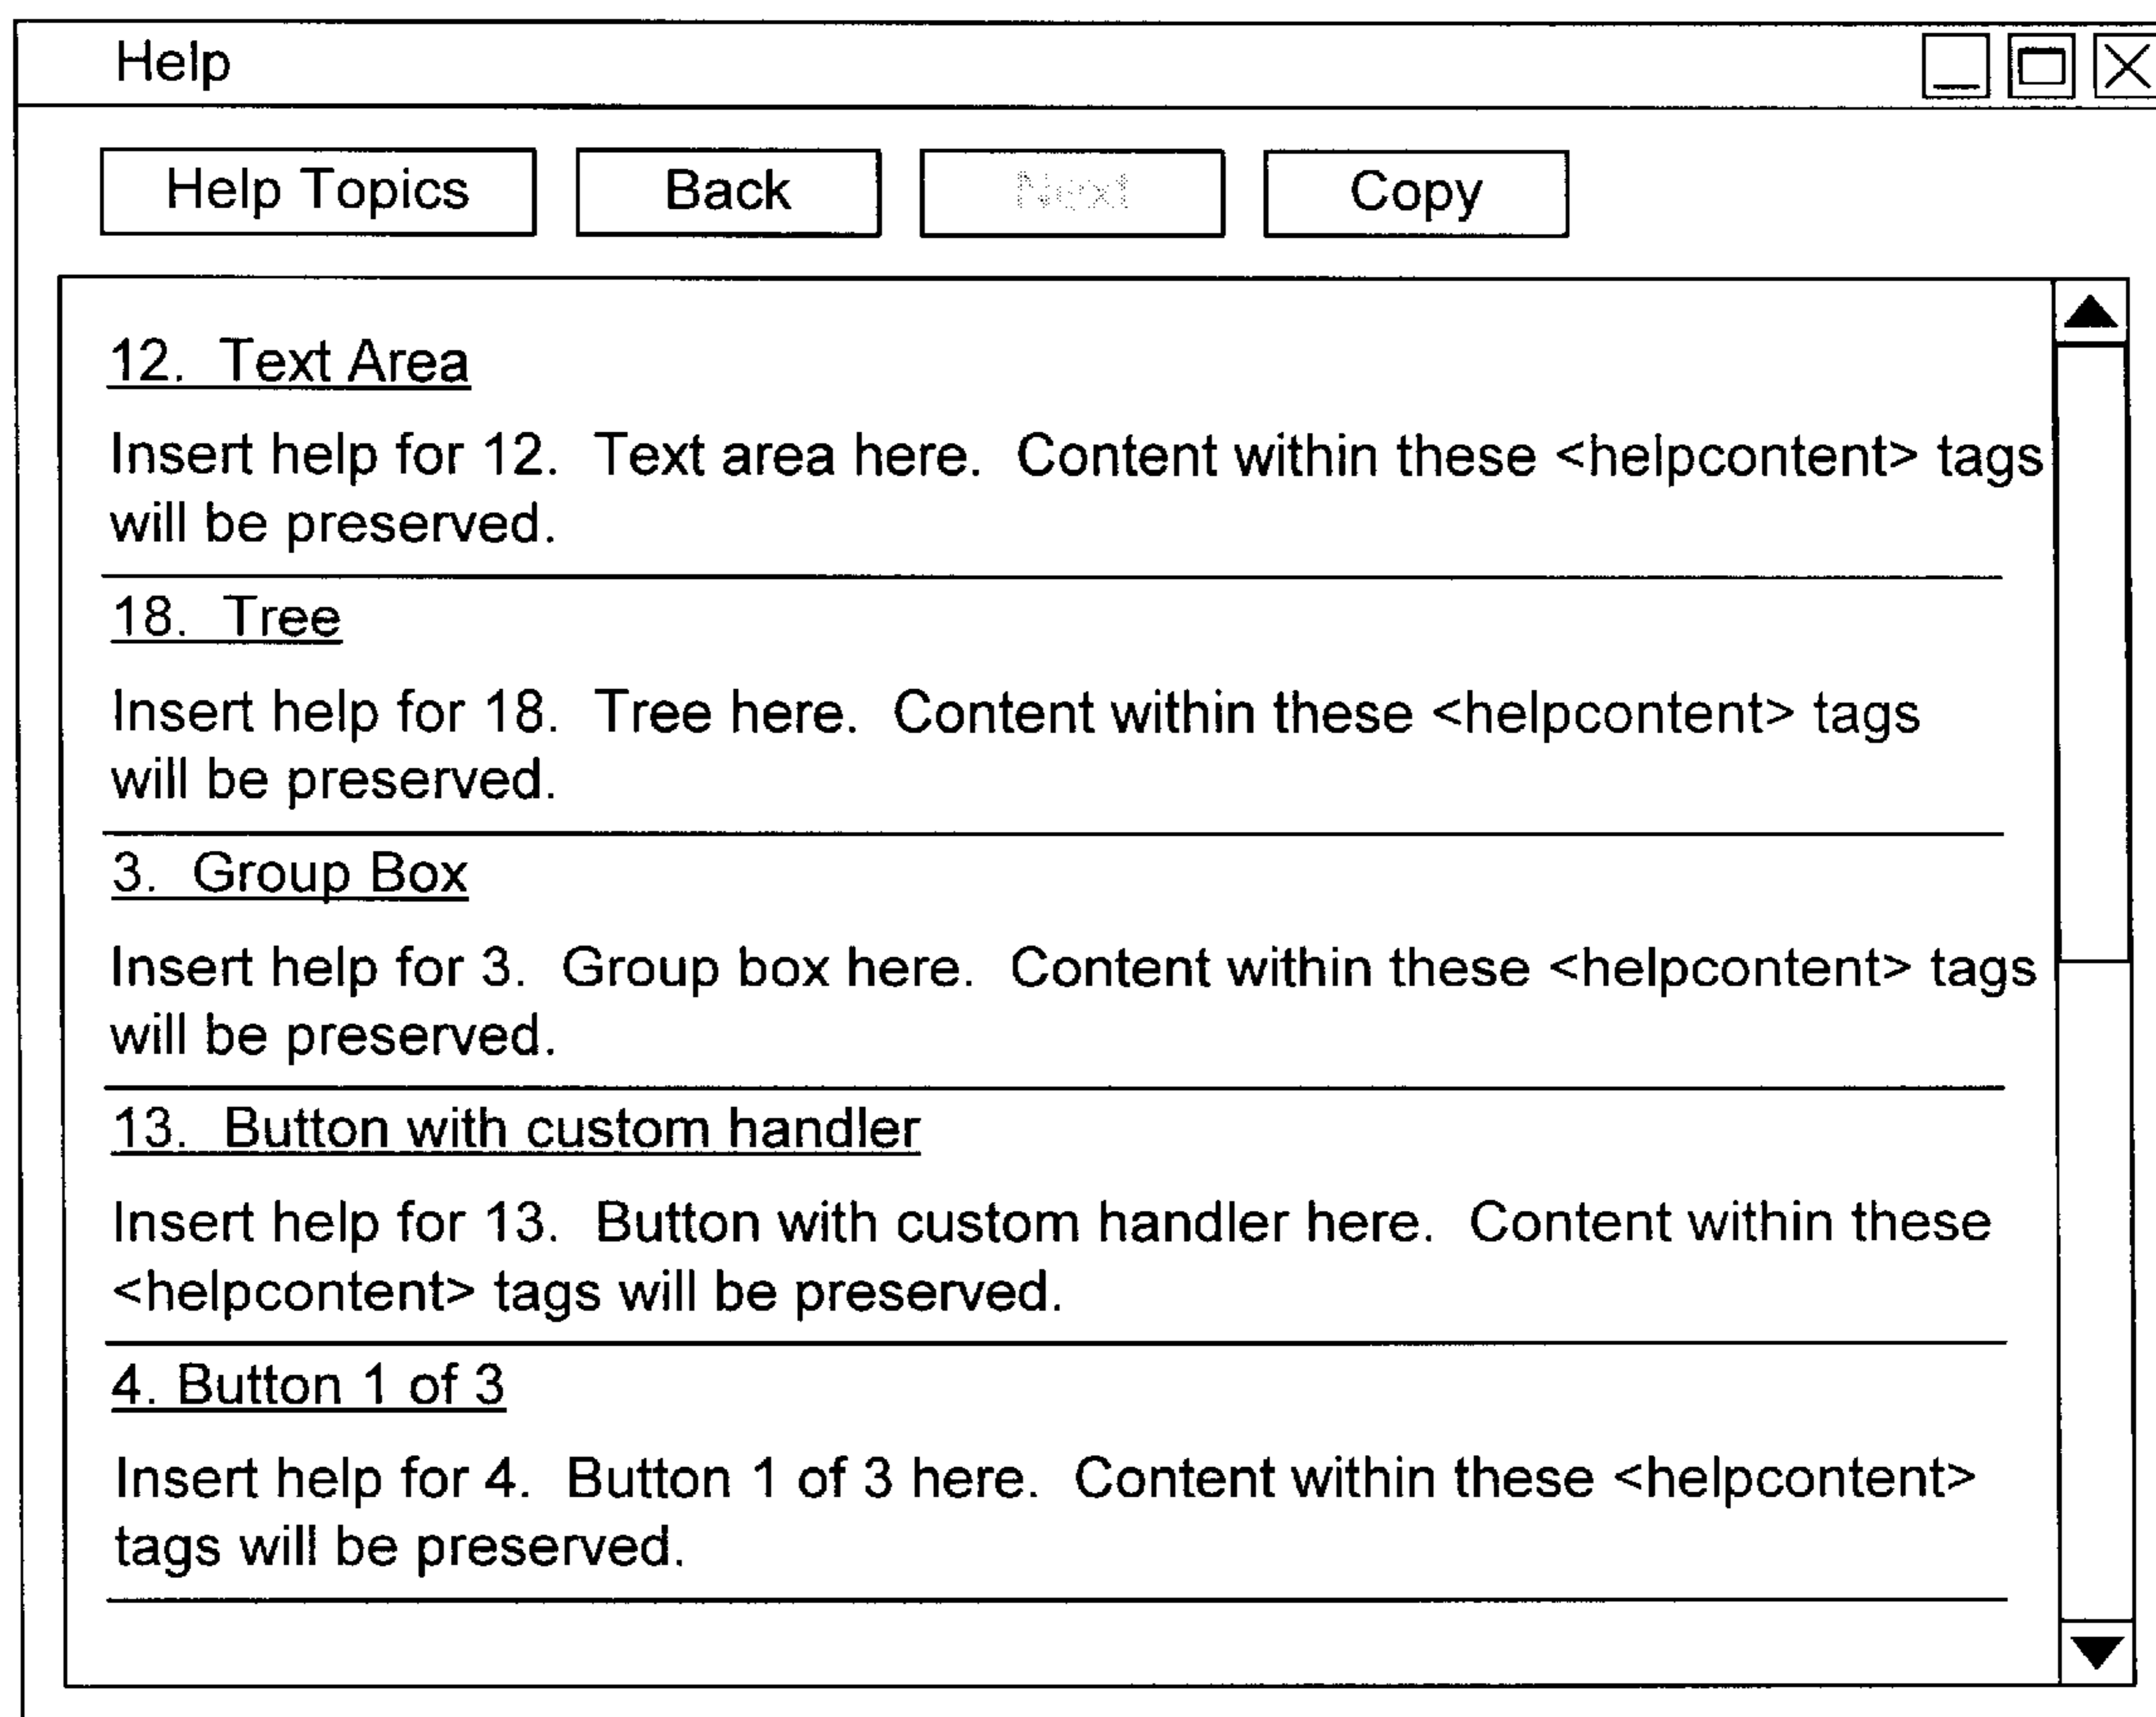 Help
Help Topics Back Next Copy
12. Text Area
Insert help for 12. Text area here. Content within these <helpcontent> tags
will be preserved.
18. Tree
Insert help for 18. Tree here. Content within these <helpcontent> tags
will be preserved.
3. Group Box
Insert help for 3. Group box here. Content within these <helpcontent> tags
will be preserved.
13. Button with custom handler
Insert help for 13. Button with custom handler here. Content within these
<helpcontent> tags will be preserved.
4. Button 1 of 3
Insert help for 4. Button 1 of 3 here. Content within these <helpcontent>
tags will be preserved.